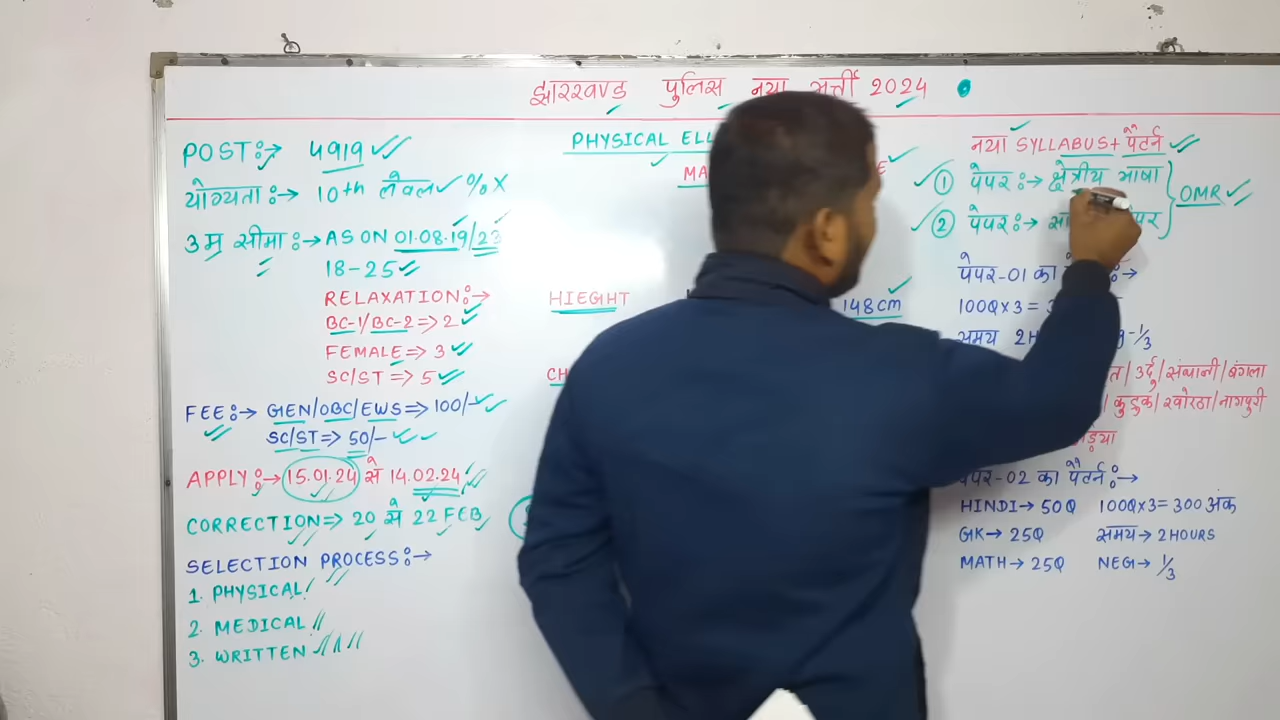 झारखण्ड पुलिस नया भर्ती 2024
POST:→ 4919
योग्यता:→ 10th लेवल %X
उम्र सीमा:→ AS ON 01.08.19/23
18-25
RELAXATION:→
BC-1/BC-2=> 2
FEMALE=> 3
SC/ST=> 5
FEE:→ GEN/OBC/EWS=> 100/-
SC/ST=> 50/-
APPLY:→ 15.01.24 से 14.02.24
CORRECTION=> 20 से 22 FEB
SELECTION PROCESS:→
1. PHYSICAL
2. MEDICAL
3. WRITTEN
PHYSICAL
HIEGHT
148cm
नया SYLLABUS+ पैटर्न
① पेपर:→ क्षेत्रीय भाषा
② पेपर:→
OMR
पेपर-01 का
100Q×3=
समय
-1/3
उर्दू/संथाली/बंगला
कुडुक/खोरठा/नागपुरी
पेपर-02 का पैटर्न:→
HINDI→ 50Q 100Q×3= 300 अंक
GK→ 25Q समय→ 2HOURS
MATH→ 25Q NEG→ 1/3